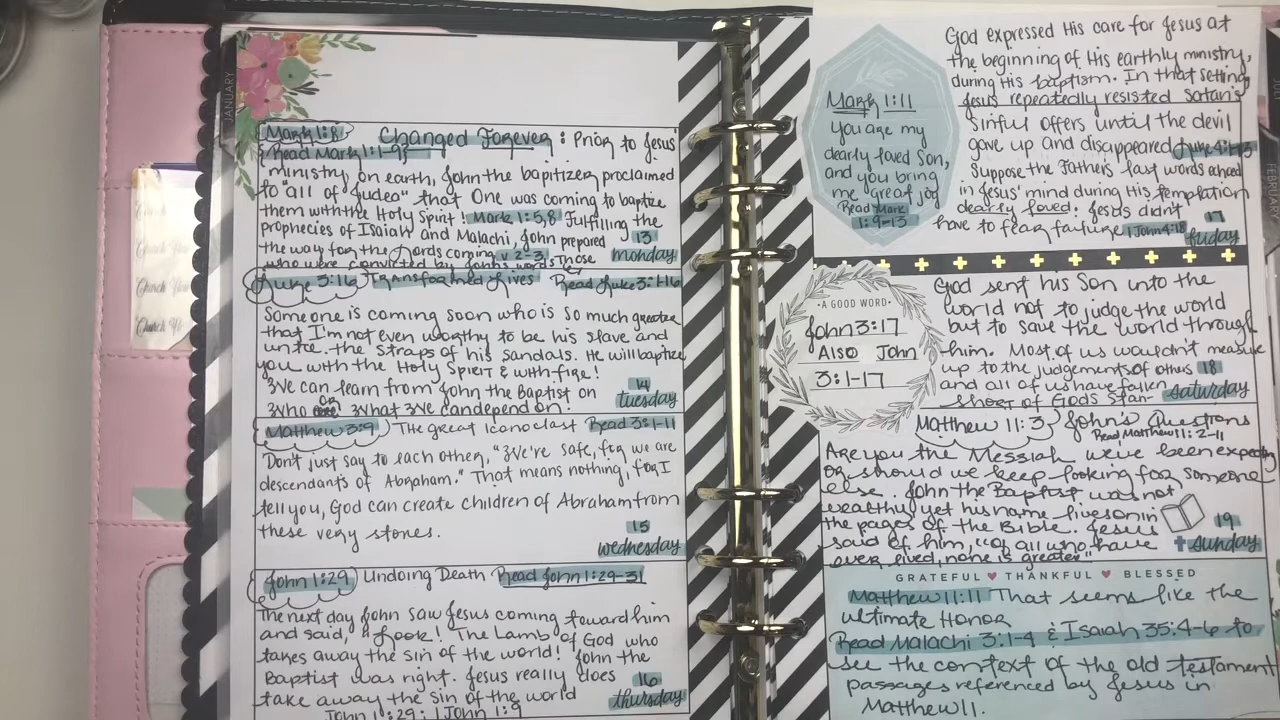 JANUARY
Mark 1:8 Changed Forever : Prior to Jesus'
Read Mark 1:1-
ministry on earth, John the baptizer proclaimed
to "all of Judea" that One was coming to baptize
them with the Holy Spirit! Mark 1:5,8 Fulfilling the
prophecies of Isaiah and Malachi, John prepared 13
the way for the Lords coming v. 2-3. Those monday
who were convicted by John's words
Luke 3:16 Transformed Lives Read Luke 3:1-16
Someone is coming soon who is so much greater
that I'm not even worthy to be his slave and
untie the straps of his sandals. He will baptize
you with the Holy Spirit & with fire!
We can learn from John the Baptist on 14
Who & What We can depend on! tuesday
Matthew 3:9 The great Iconoclast Read 3:1-11
Don't just say to each other, "We're safe, for we are
descendants of Abraham." That means nothing, for I
tell you, God can create children of Abraham from
these very stones. 15
wednesday
John 1:29 Undoing Death Read John 1:29-31
The next day John saw Jesus coming toward him
and said, "Look! The Lamb of God who
takes away the sin of the world! John the
Baptist was right. Jesus really does 16
take away the sin of the world thursday
John 1:29; 1 John 1:9
Church
Church
Church
Church
God expressed His care for Jesus at
the beginning of His earthly ministry,
during His baptism. In that setting
Jesus repeatedly resisted Satan's
sinful offers until the devil
gave up and disappeared Luke 4:1-13
Suppose the Father's last words echoed
in Jesus' mind during His temptation
dearly loved. Jesus didn't 17
have to fear failure 1 John 4:18 friday
Mark 1:11
You are my
dearly loved Son,
and you bring
me great joy
Read Mark
1:9-13
God sent his Son into the
world not to judge the world
but to save the world through
him. Most of us wouldn't measure
up to the judgements of others 18
and all of us have fallen saturday
short of Gods Stan-
•A GOOD WORD•
John 3:17
Also John
3:1-17
Matthew 11:3 John's Questions
Read Matthew 11:2-11
Are you the Messiah we've been expecting
or should we keep looking for someone
else. John the Baptist was not
wealthy yet his name lives on in
the pages of the Bible. Jesus 19
said of him, "of all who have sunday
ever lived, none is greater"
GRATEFUL ♥ THANKFUL ♥ BLESSED
Matthew 11:11 That seems like the
ultimate Honor
Read Malachi 3:1-4 & Isaiah 35:4-6 to
see the context of the old testament
passages referenced by Jesus in
Matthew 11.
FEBRUARY